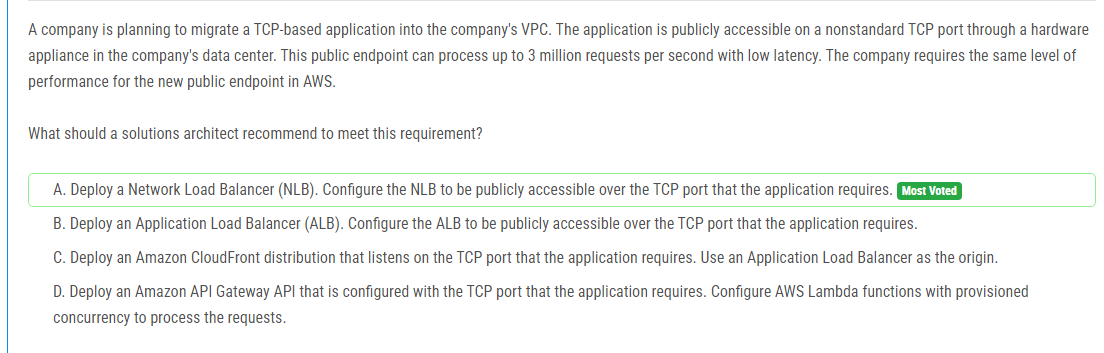 A company is planning to migrate a TCP-based application into the company's VPC. The application is publicly accessible on a nonstandard TCP port through a hardware
appliance in the company's data center. This public endpoint can process up to 3 million requests per second with low latency. The company requires the same level of
performance for the new public endpoint in AWS.
What should a solutions architect recommend to meet this requirement?
A. Deploy a Network Load Balancer (NLB). Configure the NLB to be publicly accessible over the TCP port that the application requires. Most Voted
B. Deploy an Application Load Balancer (ALB). Configure the ALB to be publicly accessible over the TCP port that the application requires.
C. Deploy an Amazon CloudFront distribution that listens on the TCP port that the application requires. Use an Application Load Balancer as the origin.
D. Deploy an Amazon API Gateway API that is configured with the TCP port that the application requires. Configure AWS Lambda functions with provisioned
concurrency to process the requests.